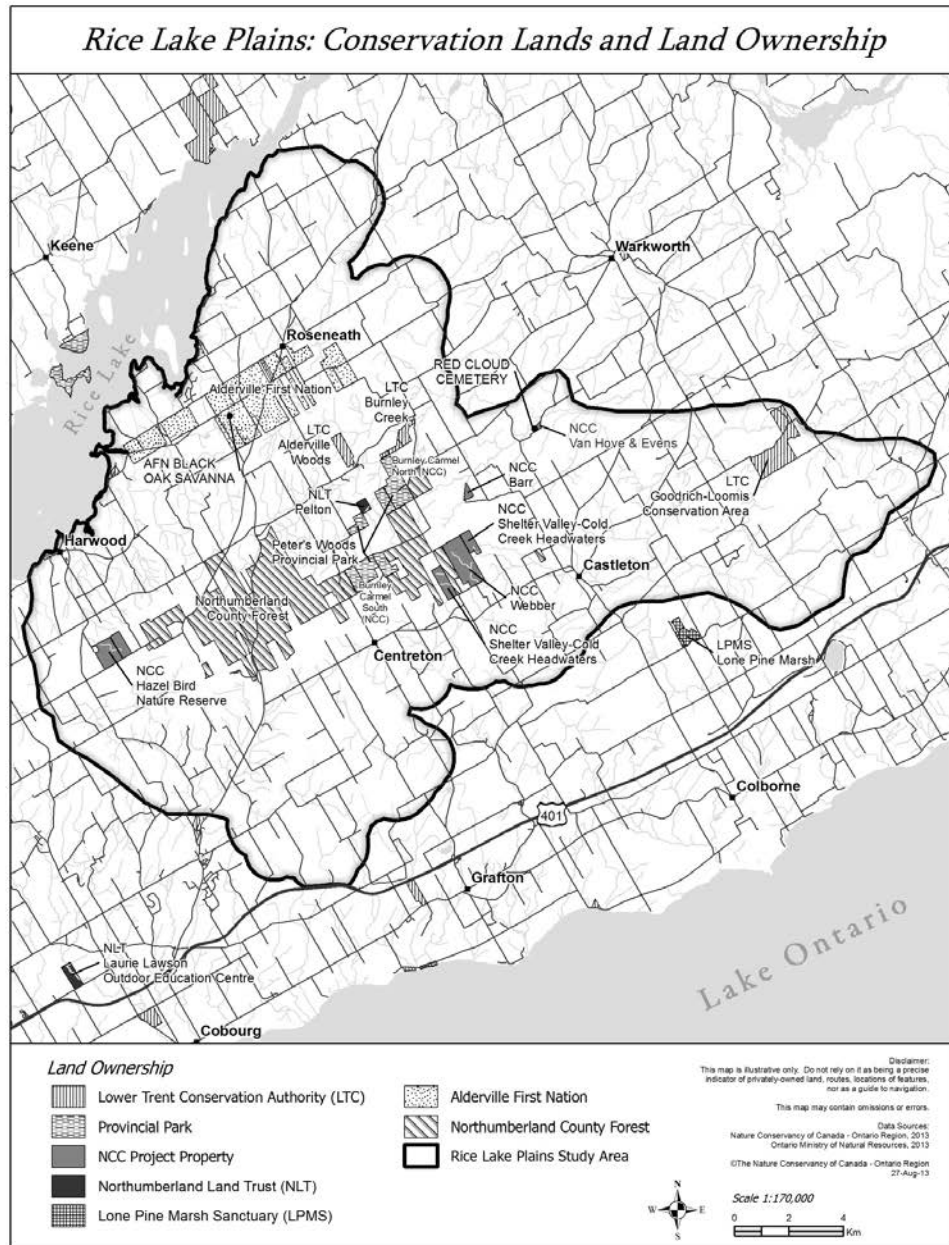 Rice Lake Plains: Conservation Lands and Land Ownership
Keene
Warkworth
Rice Lake
Roseneath
RED CLOUD
CEMETERY
Alderville First Nation
LTC
Burnley
Creek
LTC
Alderville
Woods
NCC
Van Hove & Evens
AFN BLACK
OAK SAVANNA
Burnley Carmel
North (NCC)
NCC
Barr
LTC
Goodrich-Loomis
Conservation Area
NLT
Pelton
NCC
Shelter Valley-Cold
Creek Headwaters
Harwood
Peter's Woods
Provincial Park
Castleton
Burnley
Carmel
South
(NCC)
NCC
Webber
Northumberland
County Forest
NCC
Shelter Valley-Cold
Creek Headwaters
LPMS
Lone Pine Marsh
Centreton
NCC
Hazel Bird
Nature Reserve
Colborne
401
Grafton
Lake Ontario
NLT
Laurie Lawson
Outdoor Education Centre
Cobourg
Land Ownership
Lower Trent Conservation Authority (LTC)
Provincial Park
NCC Project Property
Northumberland Land Trust (NLT)
Lone Pine Marsh Sanctuary (LPMS)
Alderville First Nation
Northumberland County Forest
Rice Lake Plains Study Area
Disclaimer:
This map is illustrative only. Do not rely on it as being a precise
indicator of privately-owned land, routes, locations of features,
nor as a guide to navigation.
This map may contain omissions or errors.
Data Sources:
Nature Conservancy of Canada - Ontario Region, 2013
Ontario Ministry of Natural Resources, 2013
©The Nature Conservancy of Canada - Ontario Region
27-Aug-13
N
W E
S
Scale 1:170,000
0 2 4
Km